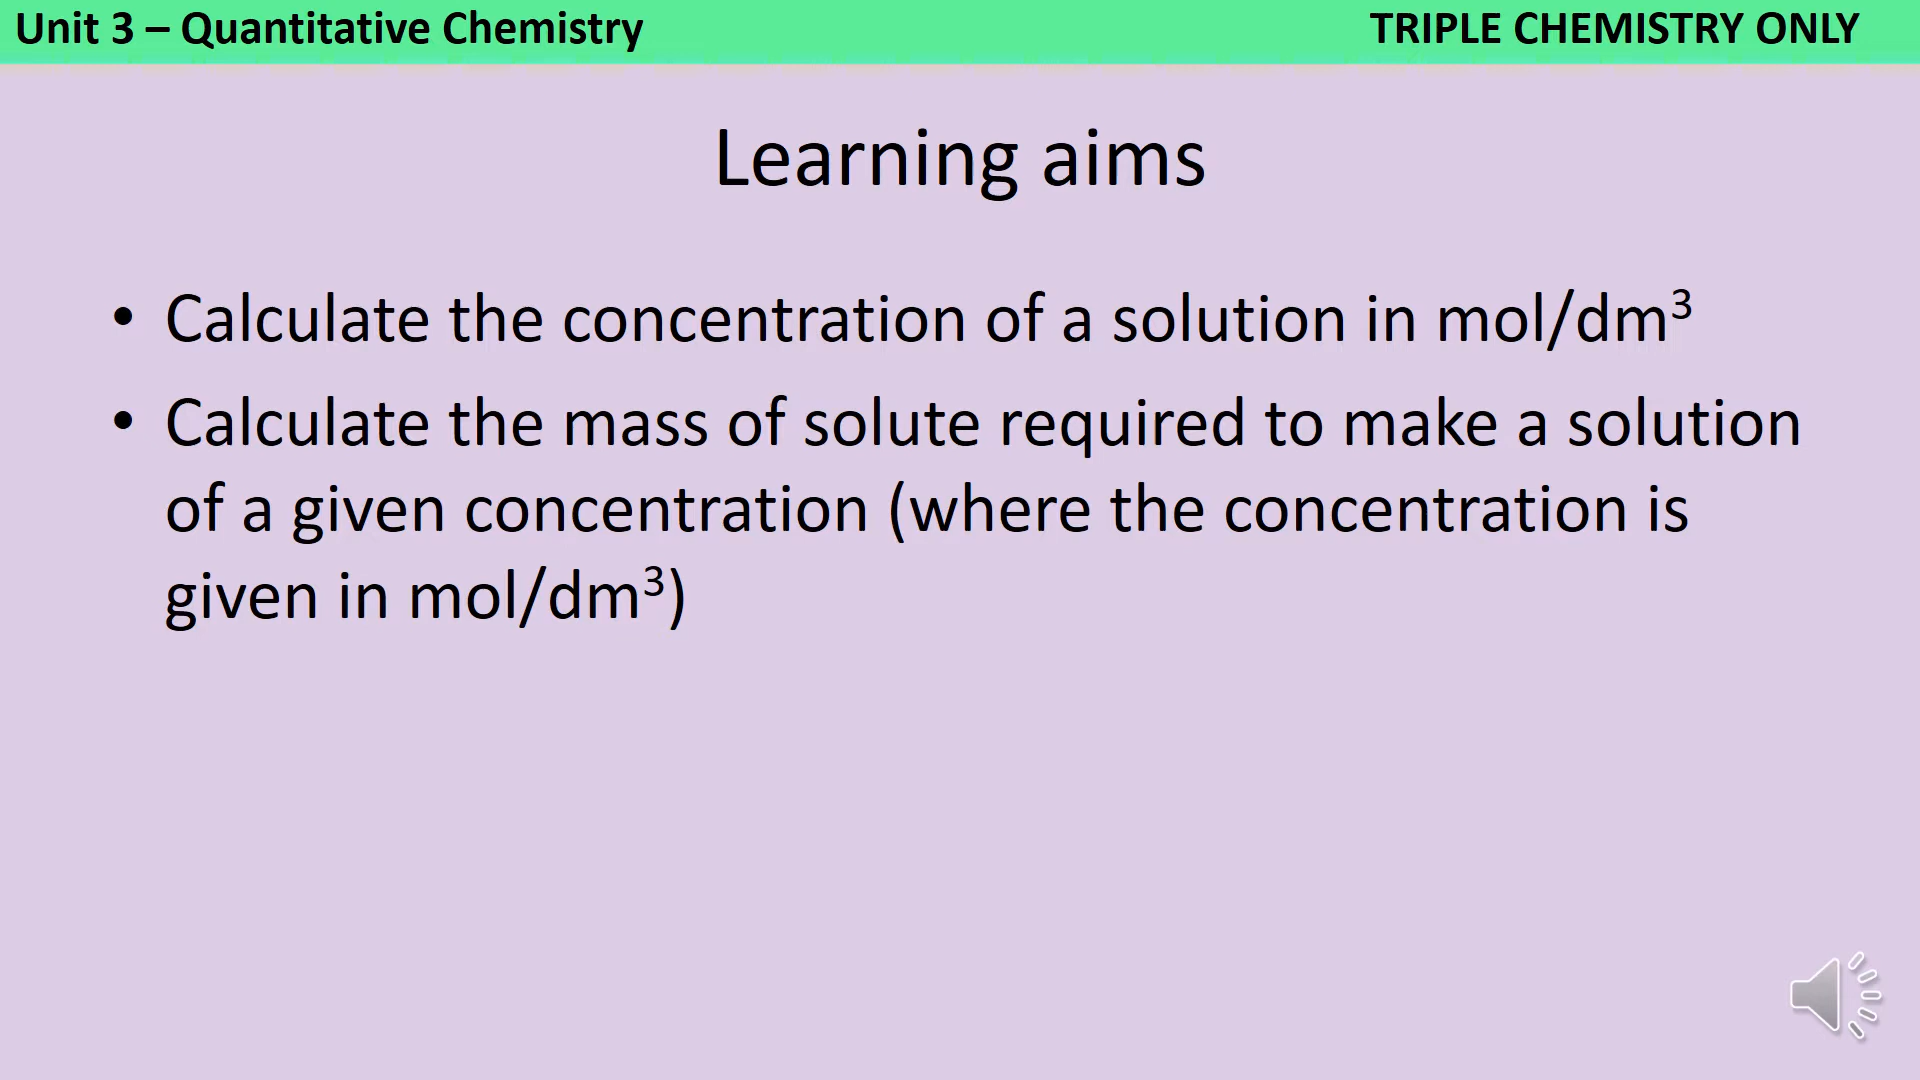 Unit 3 – Quantitative Chemistry
TRIPLE CHEMISTRY ONLY
Learning aims
• Calculate the concentration of a solution in mol/dm³
• Calculate the mass of solute required to make a solution
of a given concentration (where the concentration is
given in mol/dm³)